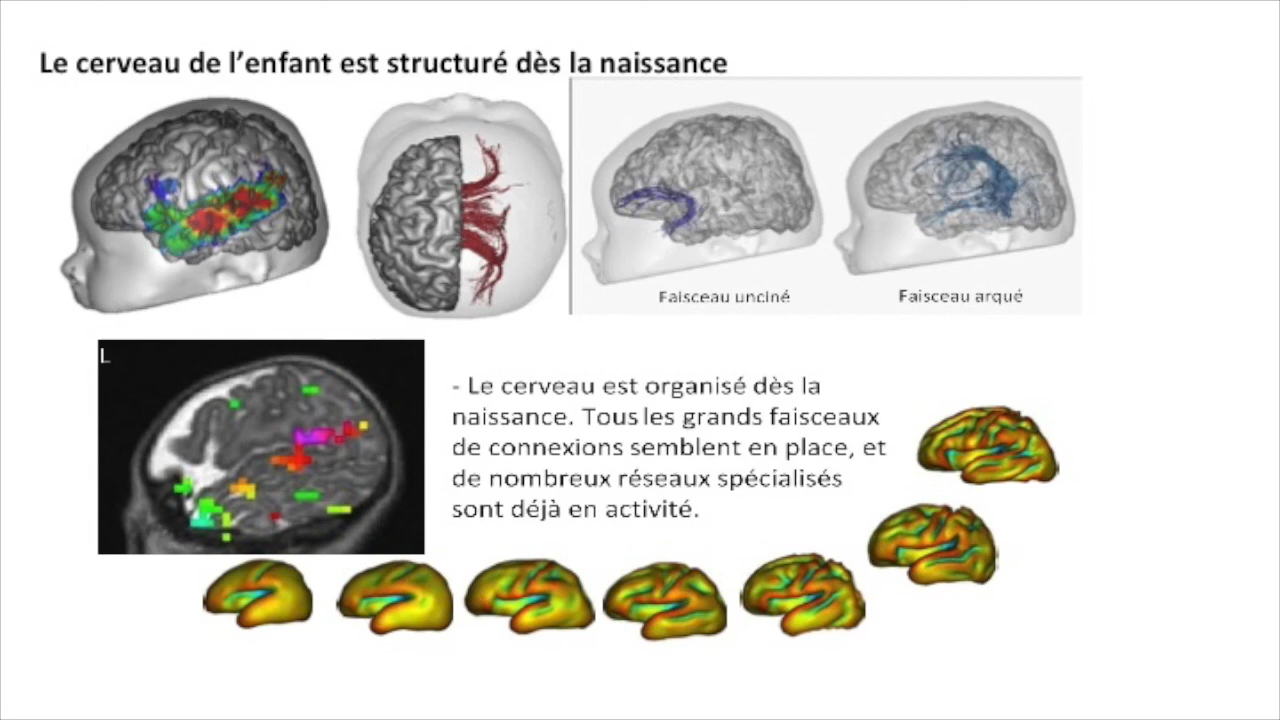 Le cerveau de l’enfant est structuré dès la naissance
Faisceau unciné
Faisceau arqué
L
- Le cerveau est organisé dès la
naissance. Tous les grands faisceaux
de connexions semblent en place, et
de nombreux réseaux spécialisés
sont déjà en activité.